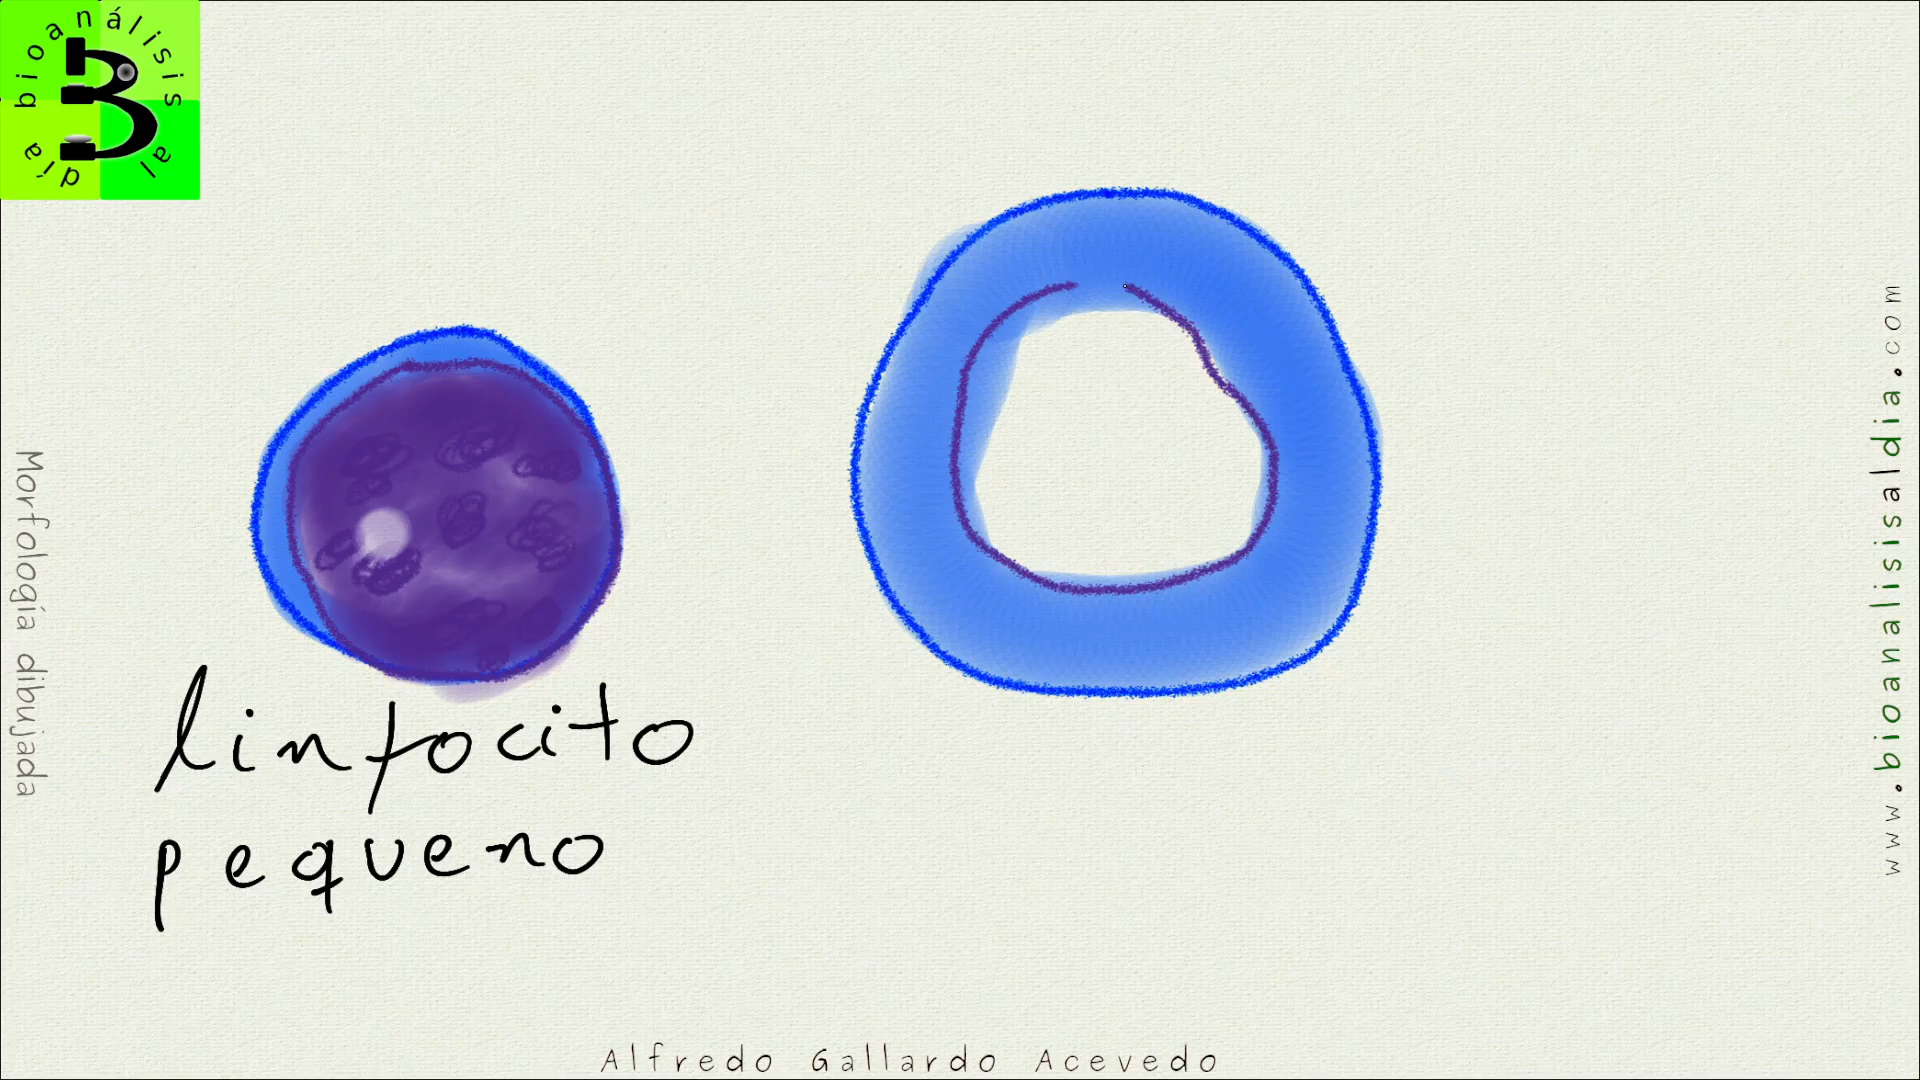 bioanálisis al día
linfocito
pequeno
Morfología dibujada
www.bioanalisisaldia.com
Alfredo Gallardo Acevedo